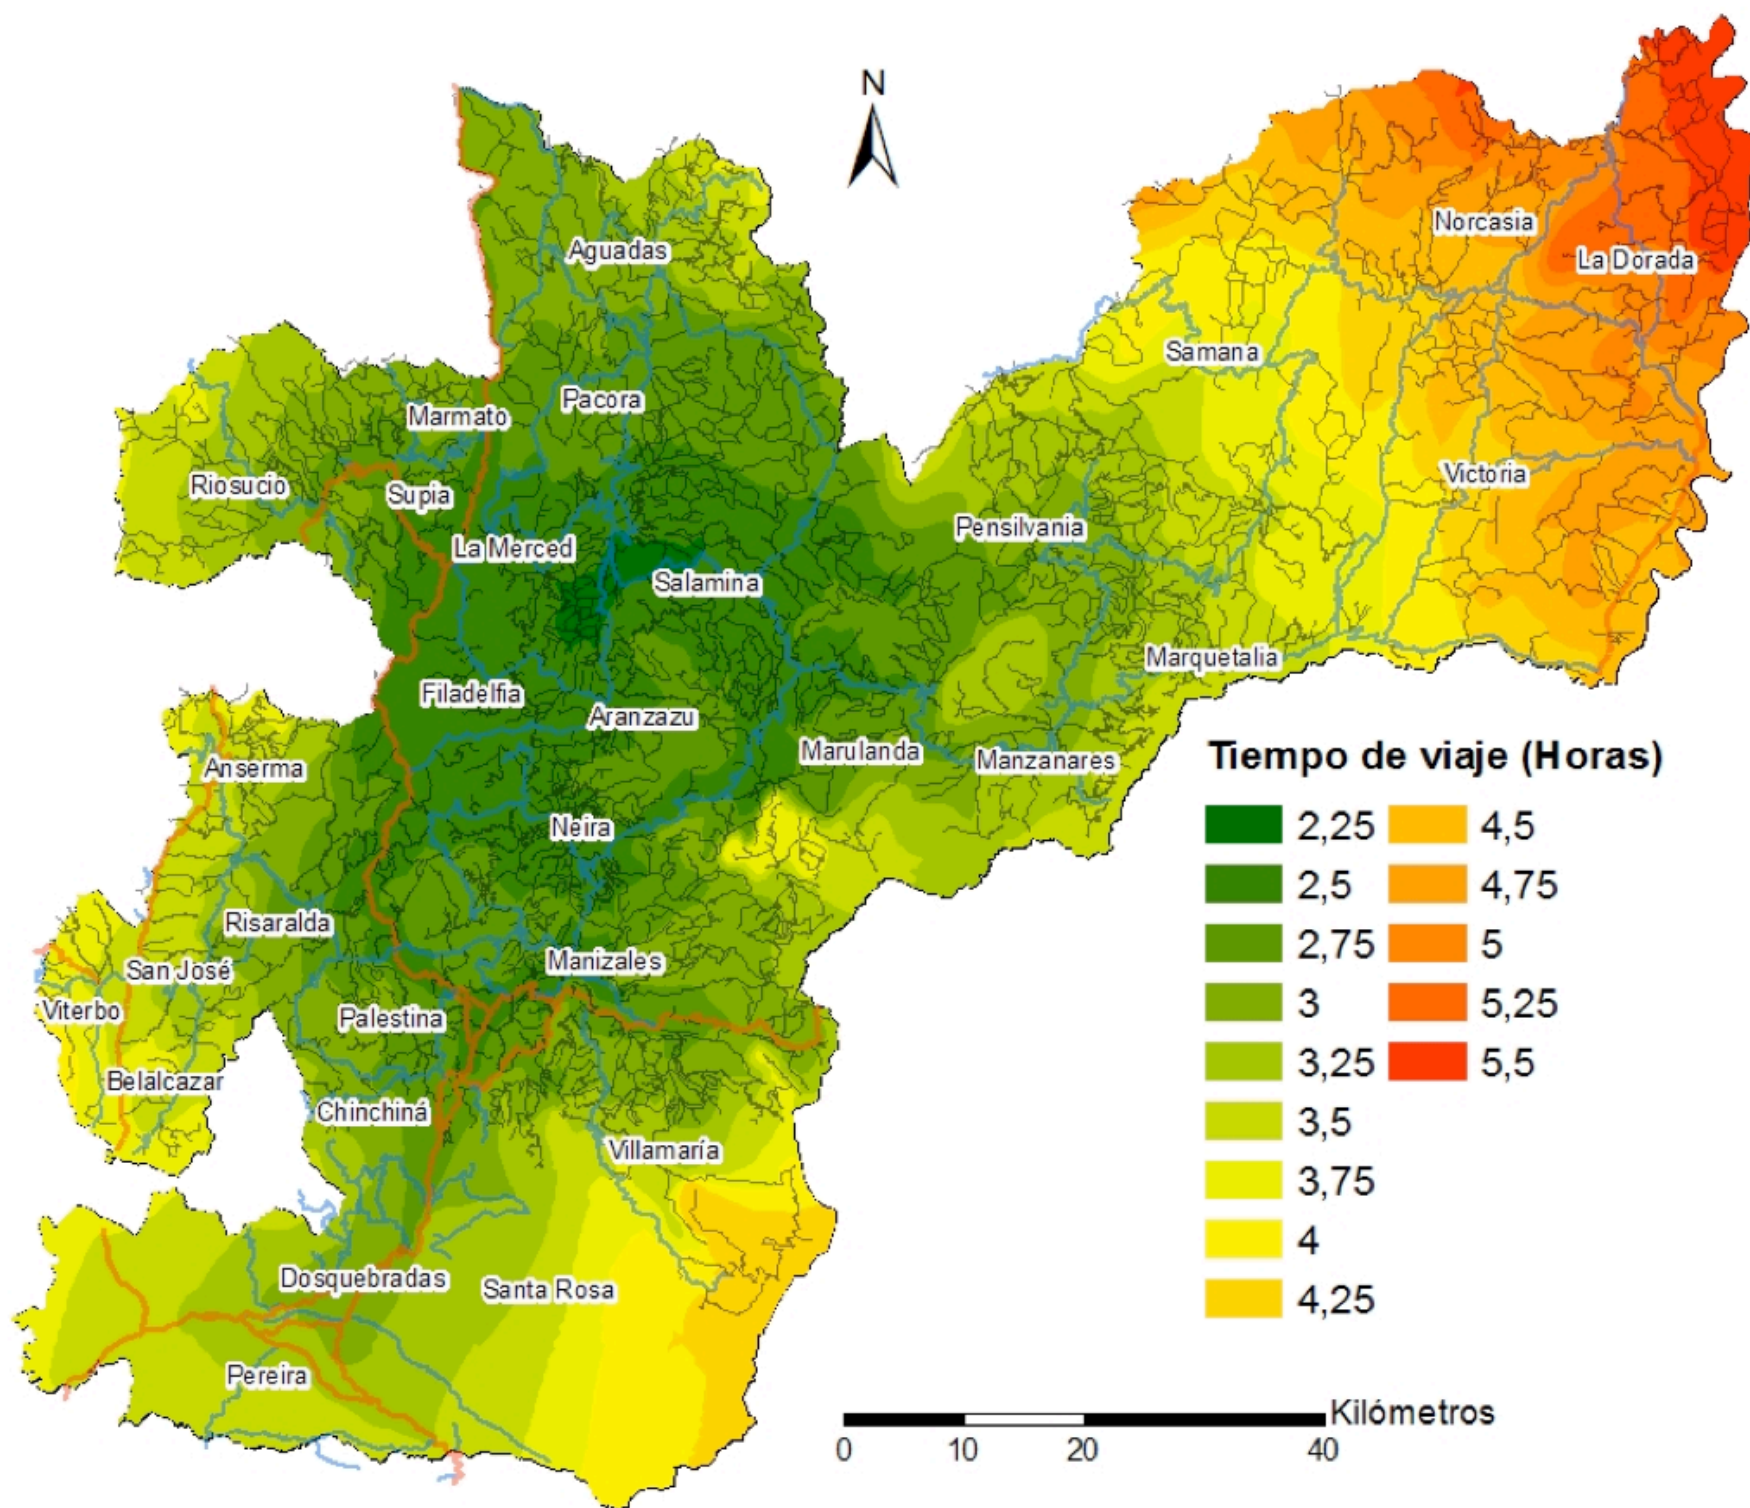 N
Norcasia
Aguadas
La Dorada
Samana
Pacora
Marmato
Victoria
Riosucio
Supia
Pensilvania
La Merced
Salamina
Marquetalia
Filadelfia
Aranzazu
Marulanda
Manzanares
Anserma
Neira
Risaralda
Manizales
San José
Viterbo
Palestina
Belalcazar
Chinchiná
Villamaría
Dosquebradas
Santa Rosa
Pereira
Tiempo de viaje (Horas)
2,25
2,5
2,75
3
3,25
3,5
3,75
4
4,25
4,5
4,75
5
5,25
5,5
Kilómetros
0 10 20 40